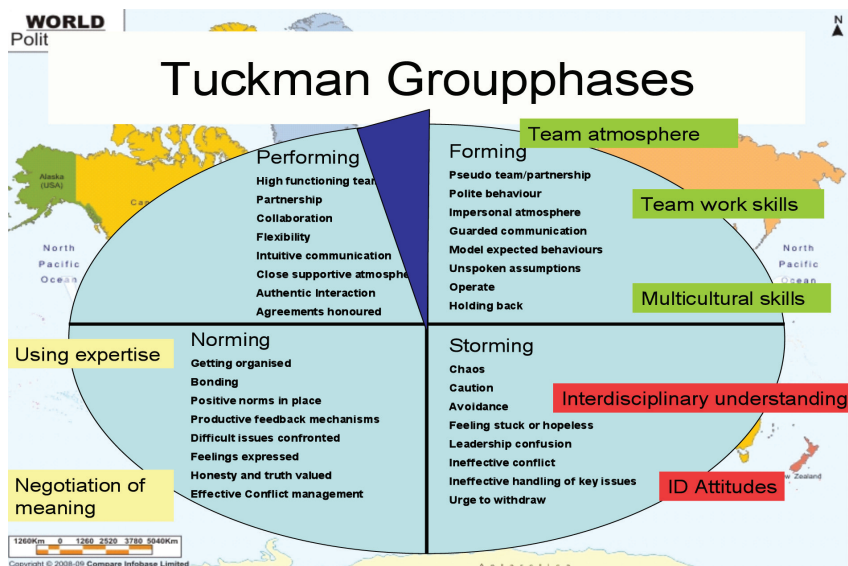 WORLD
Polit
N
Tuckman Groupphases
Team atmosphere
Performing
High functioning tean
Partnership
Collaboration
Flexibility
Intuitive communication
Close supportive atmosphe
Authentic Interaction
Agreements honoured
Forming
Pseudo team/partnership
Polite behaviour
Impersonal atmosphere
Guarded communication
Model expected behaviours
Unspoken assumptions
Operate
Holding back
Team work skills
Multicultural skills
Alaska
(USA)
Ca
North
Pacific
Ocean
North
Pacific
Ocean
Using expertise
Negotiation of
meaning
Norming
Getting organised
Bonding
Positive norms in place
Productive feedback mechanisms
Difficult issues confronted
Feelings expressed
Honesty and truth valued
Effective Conflict management
Storming
Chaos
Caution
Avoidance
Feeling stuck or hopeless
Leadership confusion
Ineffective conflict
Ineffective handling of key issues
Urge to withdraw
Interdisciplinary understanding
ID Attitudes
w Zealand
1260Km 0 1260 2520 3780 5040Km
Copyright © 2008-09 Compare Infobase Limited